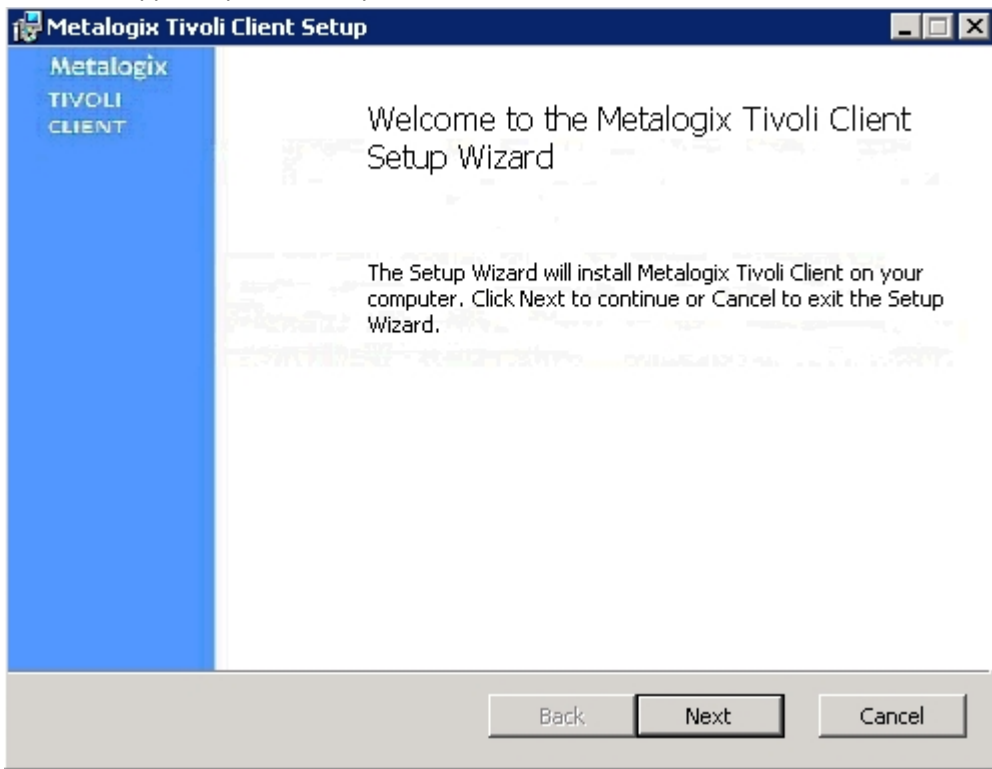 Metalogix Tivoli Client Setup
Metalogix
TIVOLI
CLIENT
Welcome to the Metalogix Tivoli Client
Setup Wizard
The Setup Wizard will install Metalogix Tivoli Client on your
computer. Click Next to continue or Cancel to exit the Setup
Wizard.
Back Next Cancel